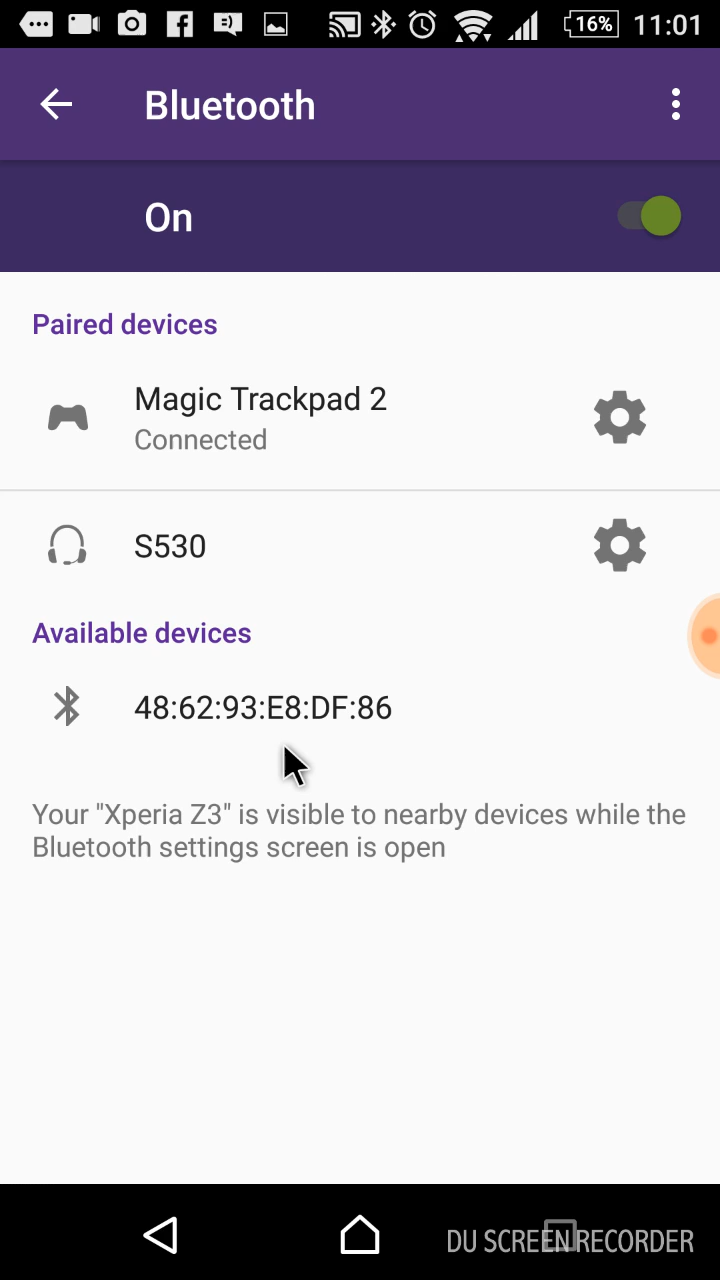 16% 11:01
Bluetooth
On
Paired devices
Magic Trackpad 2
Connected
S530
Available devices
48:62:93:E8:DF:86
Your "Xperia Z3" is visible to nearby devices while the
Bluetooth settings screen is open
DU SCREEN RECORDER